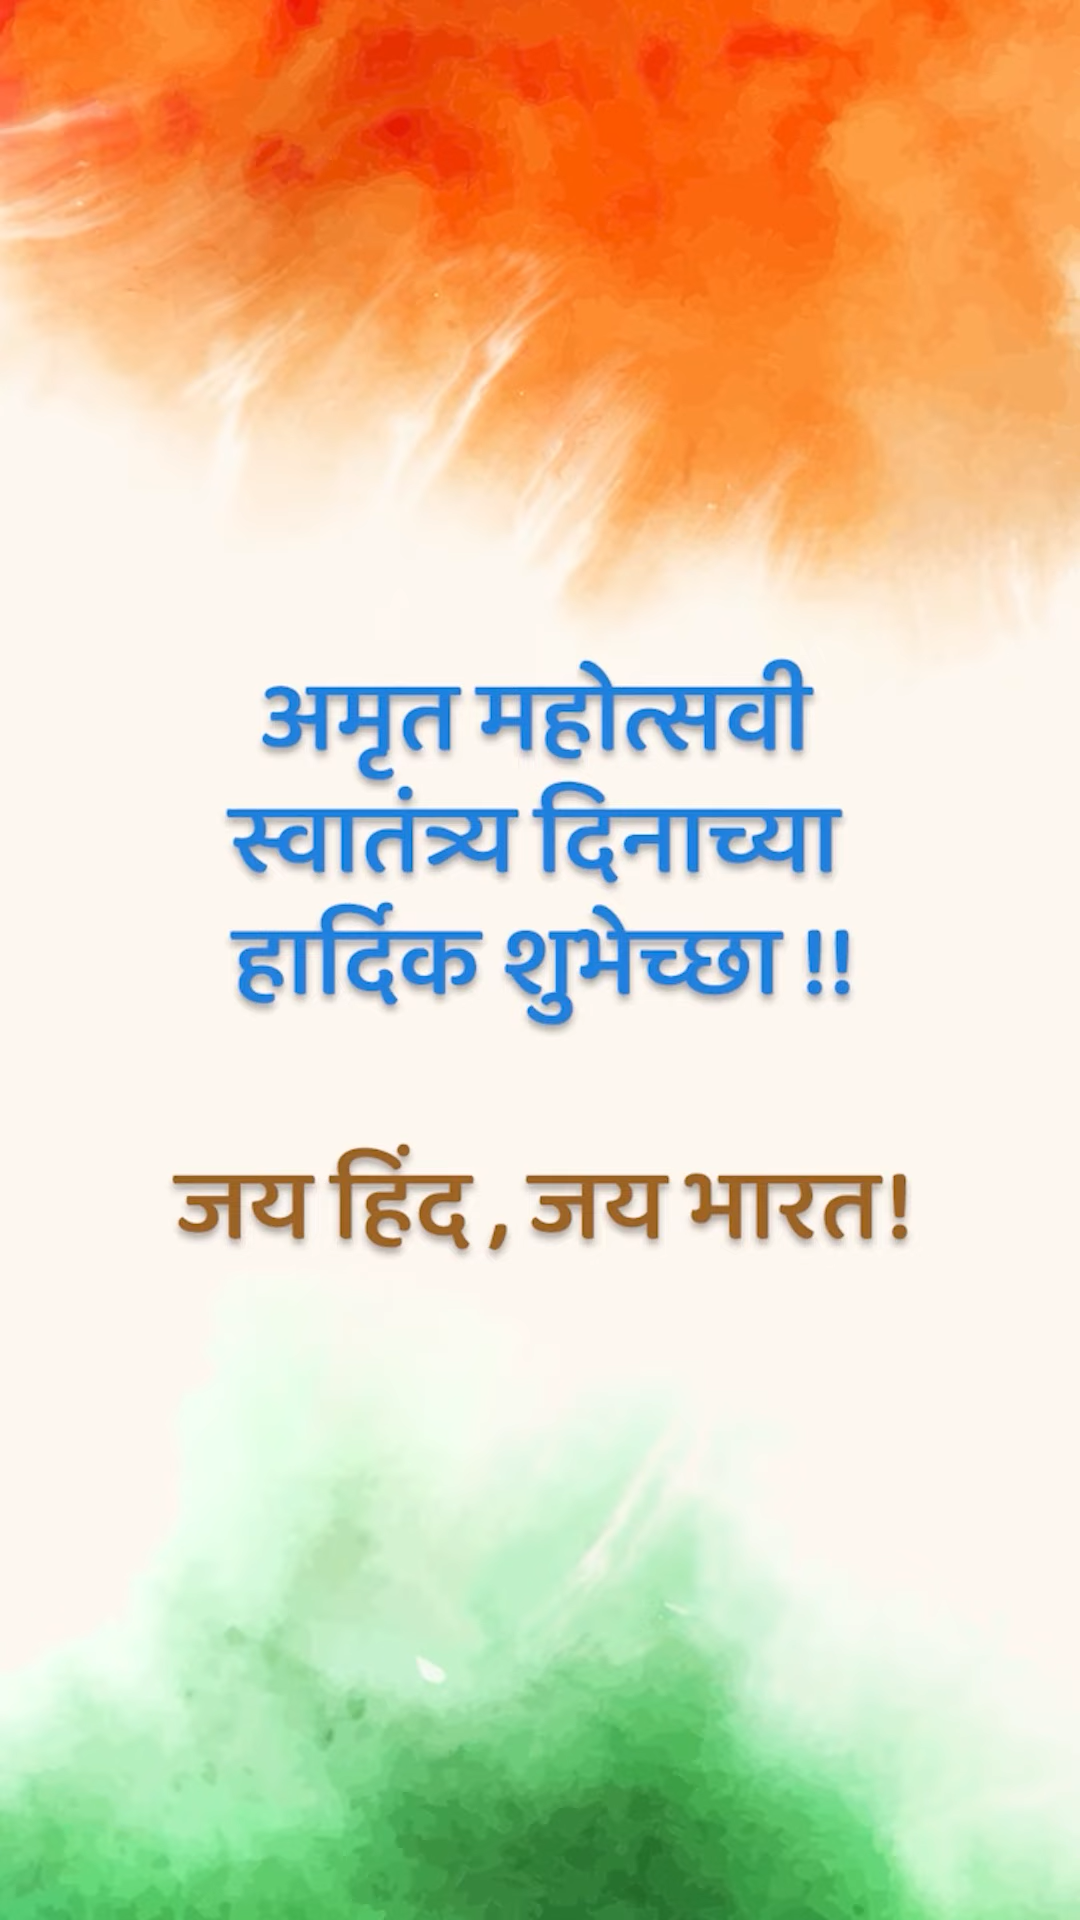 अमृत महोत्सवी
स्वातंत्र्य दिनाच्या
हार्दिक शुभेच्छा !!
जय हिंद , जय भारत!